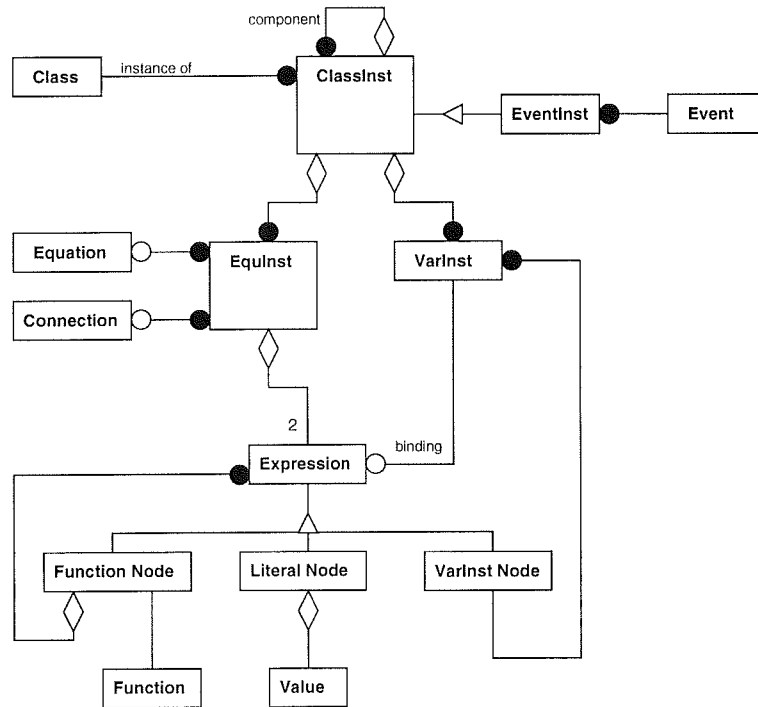 component
Class
instance of
ClassInst
EventInst
Event
Equation
EquInst
VarInst
Connection
2
binding
Expression
Function Node
Literal Node
VarInst Node
Function
Value